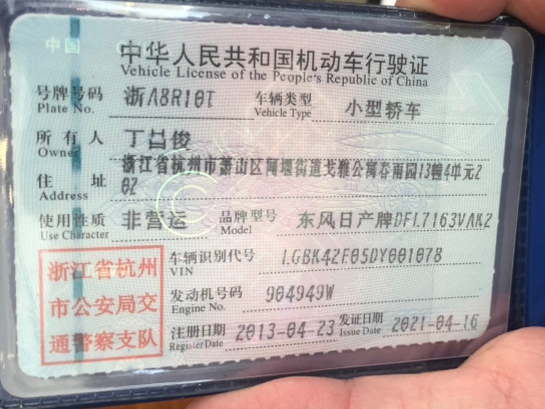 中国
中华人民共和国机动车行驶证
Vehicle License of the People's Republic of China
号牌号码 浙A8R10T 车辆类型 小型轿车
Plate No. Vehicle Type
所有人 丁吕俊
Owner
住址 浙江省杭州市萧山区闻堰街道戈雅公寓春雨园13幢4单元2
Address 02
使用性质 非营运 品牌型号 东风日产牌DFL7163VAK2
Use Character Model
浙江省杭州 车辆识别代号 LGBK42F05DY001078
VIN
市公安局交 发动机号码 904949W
Engine No.
通警察支队 注册日期 2013-04-23 发证日期 2021-04-16
Register Date Issue Date